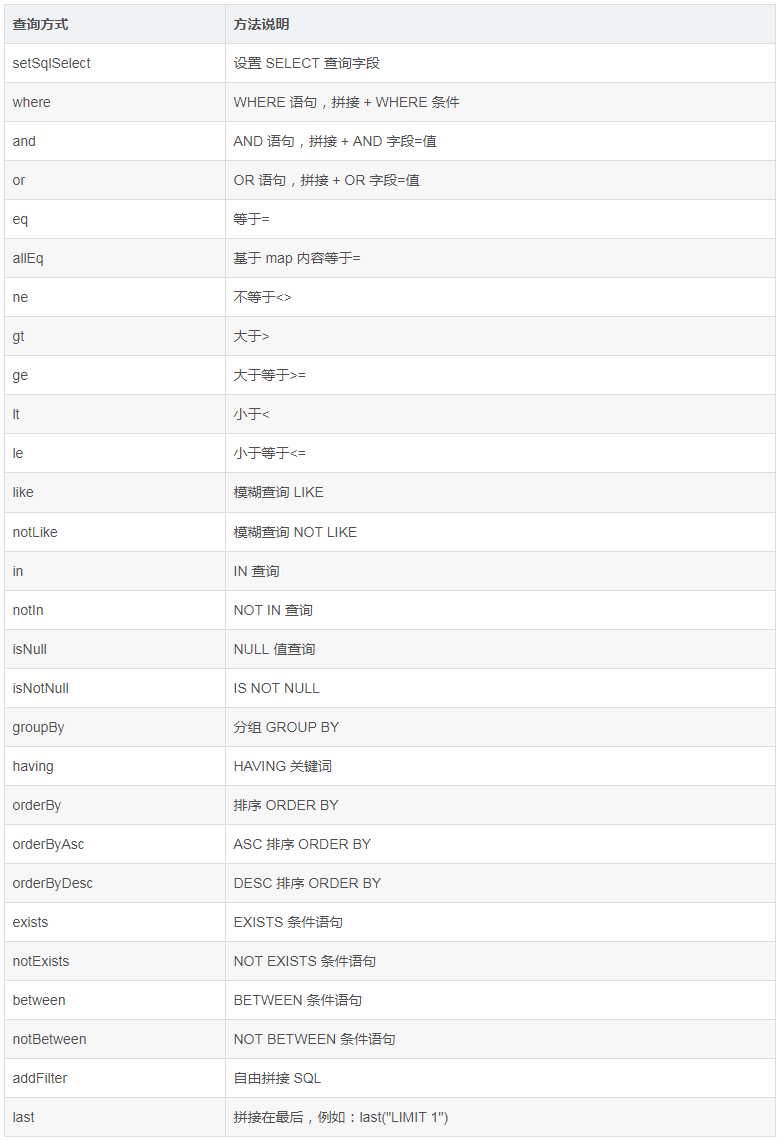 查询方式 方法说明
setSqlSelect 设置 SELECT 查询字段
where WHERE 语句，拼接 + WHERE 条件
and AND 语句，拼接 + AND 字段=值
or OR 语句，拼接 + OR 字段=值
eq 等于=
allEq 基于 map 内容等于=
ne 不等于<>
gt 大于>
ge 大于等于>=
lt 小于<
le 小于等于<=
like 模糊查询 LIKE
notLike 模糊查询 NOT LIKE
in IN 查询
notIn NOT IN 查询
isNull NULL 值查询
isNotNull IS NOT NULL
groupBy 分组 GROUP BY
having HAVING 关键词
orderBy 排序 ORDER BY
orderByAsc ASC 排序 ORDER BY
orderByDesc DESC 排序 ORDER BY
exists EXISTS 条件语句
notExists NOT EXISTS 条件语句
between BETWEEN 条件语句
notBetween NOT BETWEEN 条件语句
addFilter 自由拼接 SQL
last 拼接在最后，例如：last("LIMIT 1")